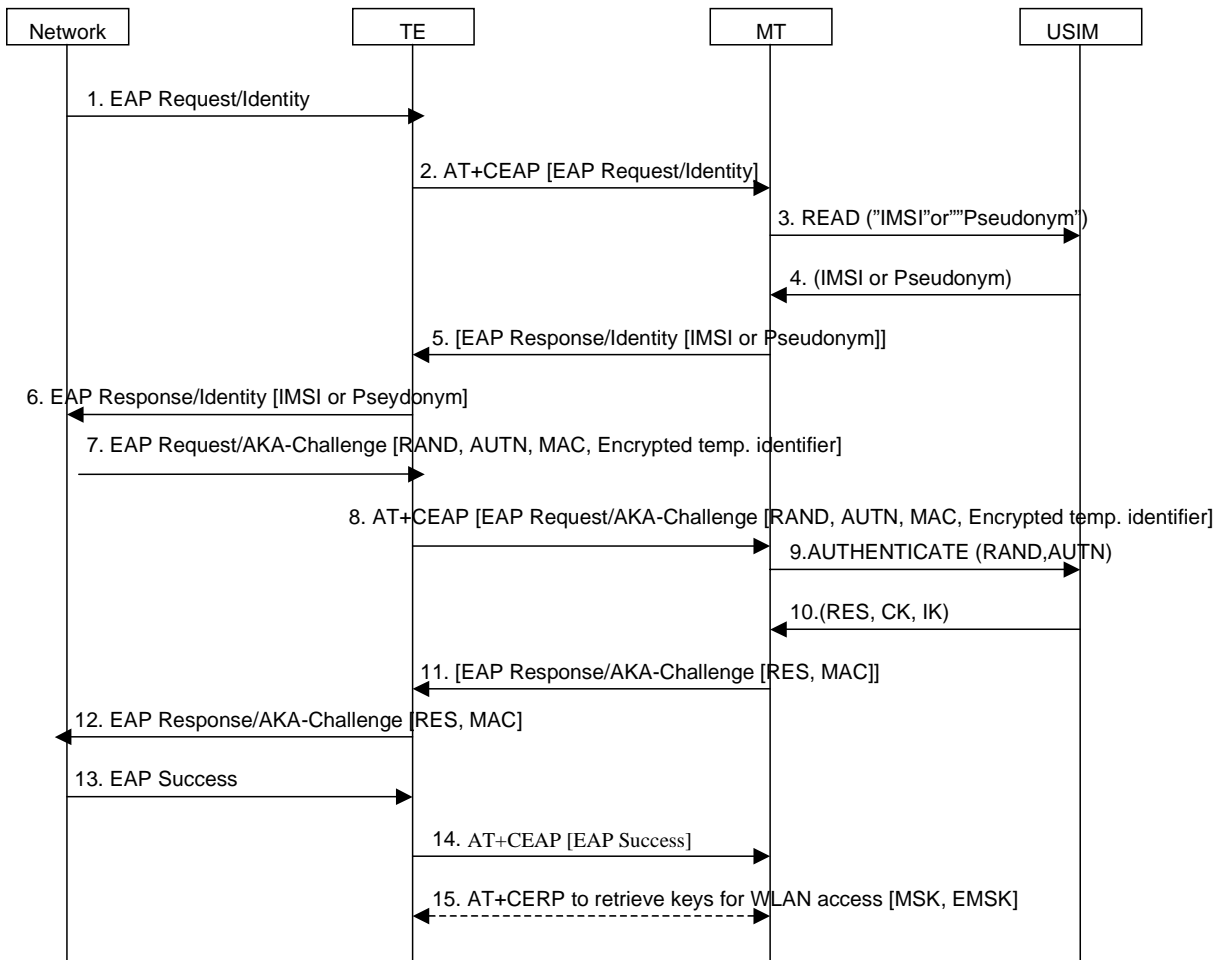 Network
TE
MT
USIM
1. EAP Request/Identity
2. AT+CEAP [EAP Request/Identity]
3. READ (”IMSI”or””Pseudonym”)
4. (IMSI or Pseudonym)
5. [EAP Response/Identity [IMSI or Pseudonym]]
6. EAP Response/Identity [IMSI or Pseydonym]
7. EAP Request/AKA-Challenge [RAND, AUTN, MAC, Encrypted temp. identifier]
8. AT+CEAP [EAP Request/AKA-Challenge [RAND, AUTN, MAC, Encrypted temp. identifier]
9.AUTHENTICATE (RAND,AUTN)
10.(RES, CK, IK)
11. [EAP Response/AKA-Challenge [RES, MAC]]
12. EAP Response/AKA-Challenge [RES, MAC]
13. EAP Success
14. AT+CEAP [EAP Success]
15. AT+CERP to retrieve keys for WLAN access [MSK, EMSK]